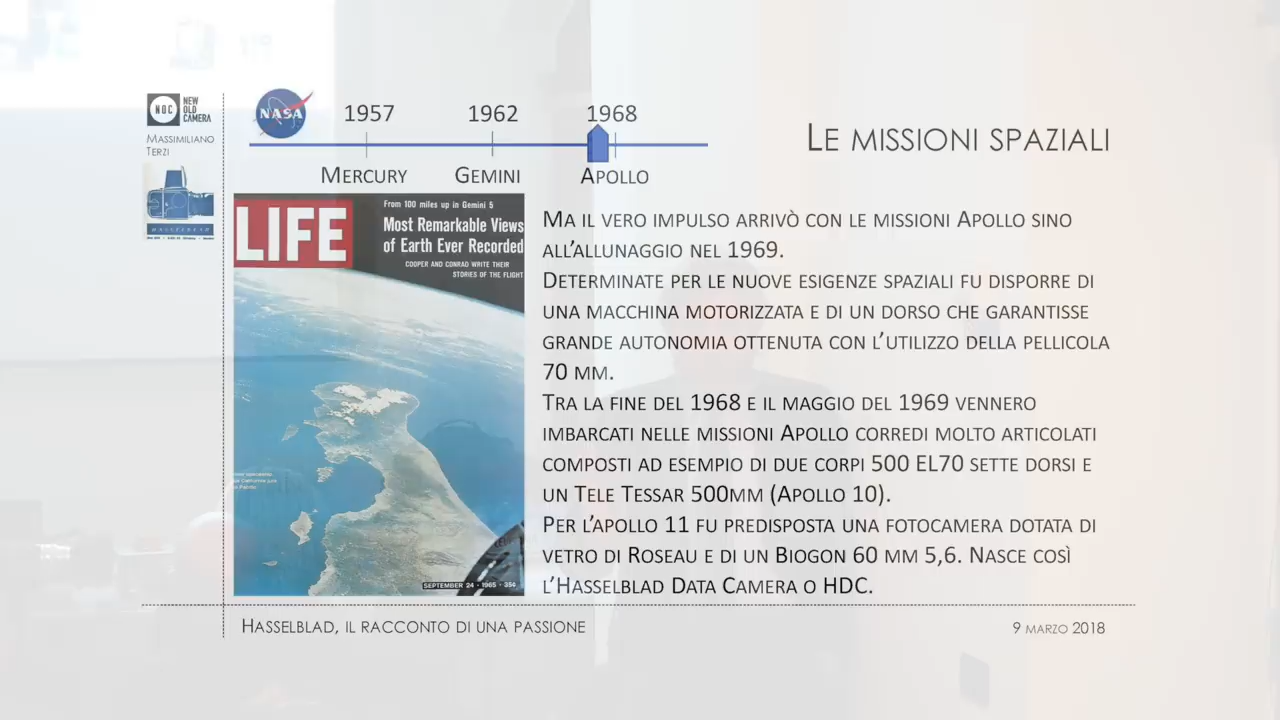 NOC NEW
OLD
CAMERA
MASSIMILIANO
TERZI
HASSELBLAD
NASA
1957 1962 1968
MERCURY GEMINI APOLLO
LE MISSIONI SPAZIALI
LIFE
From 100 miles up in Gemini 5
Most Remarkable Views
of Earth Ever Recorded
COOPER AND CONRAD WRITE THEIR
STORIES OF THE FLIGHT
SEPTEMBER 24 · 1965 · 35¢
MA IL VERO IMPULSO ARRIVÒ CON LE MISSIONI APOLLO SINO
ALL'ALLUNAGGIO NEL 1969.
DETERMINATE PER LE NUOVE ESIGENZE SPAZIALI FU DISPORRE DI
UNA MACCHINA MOTORIZZATA E DI UN DORSO CHE GARANTISSE
GRANDE AUTONOMIA OTTENUTA CON L'UTILIZZO DELLA PELLICOLA
70 MM.
TRA LA FINE DEL 1968 E IL MAGGIO DEL 1969 VENNERO
IMBARCATI NELLE MISSIONI APOLLO CORREDI MOLTO ARTICOLATI
COMPOSTI AD ESEMPIO DI DUE CORPI 500 EL70 SETTE DORSI E
UN TELE TESSAR 500MM (APOLLO 10).
PER L'APOLLO 11 FU PREDISPOSTA UNA FOTOCAMERA DOTATA DI
VETRO DI ROSEAU E DI UN BIOGON 60 MM 5,6. NASCE COSÌ
L'HASSELBLAD DATA CAMERA O HDC.
HASSELBLAD, IL RACCONTO DI UNA PASSIONE
9 MARZO 2018